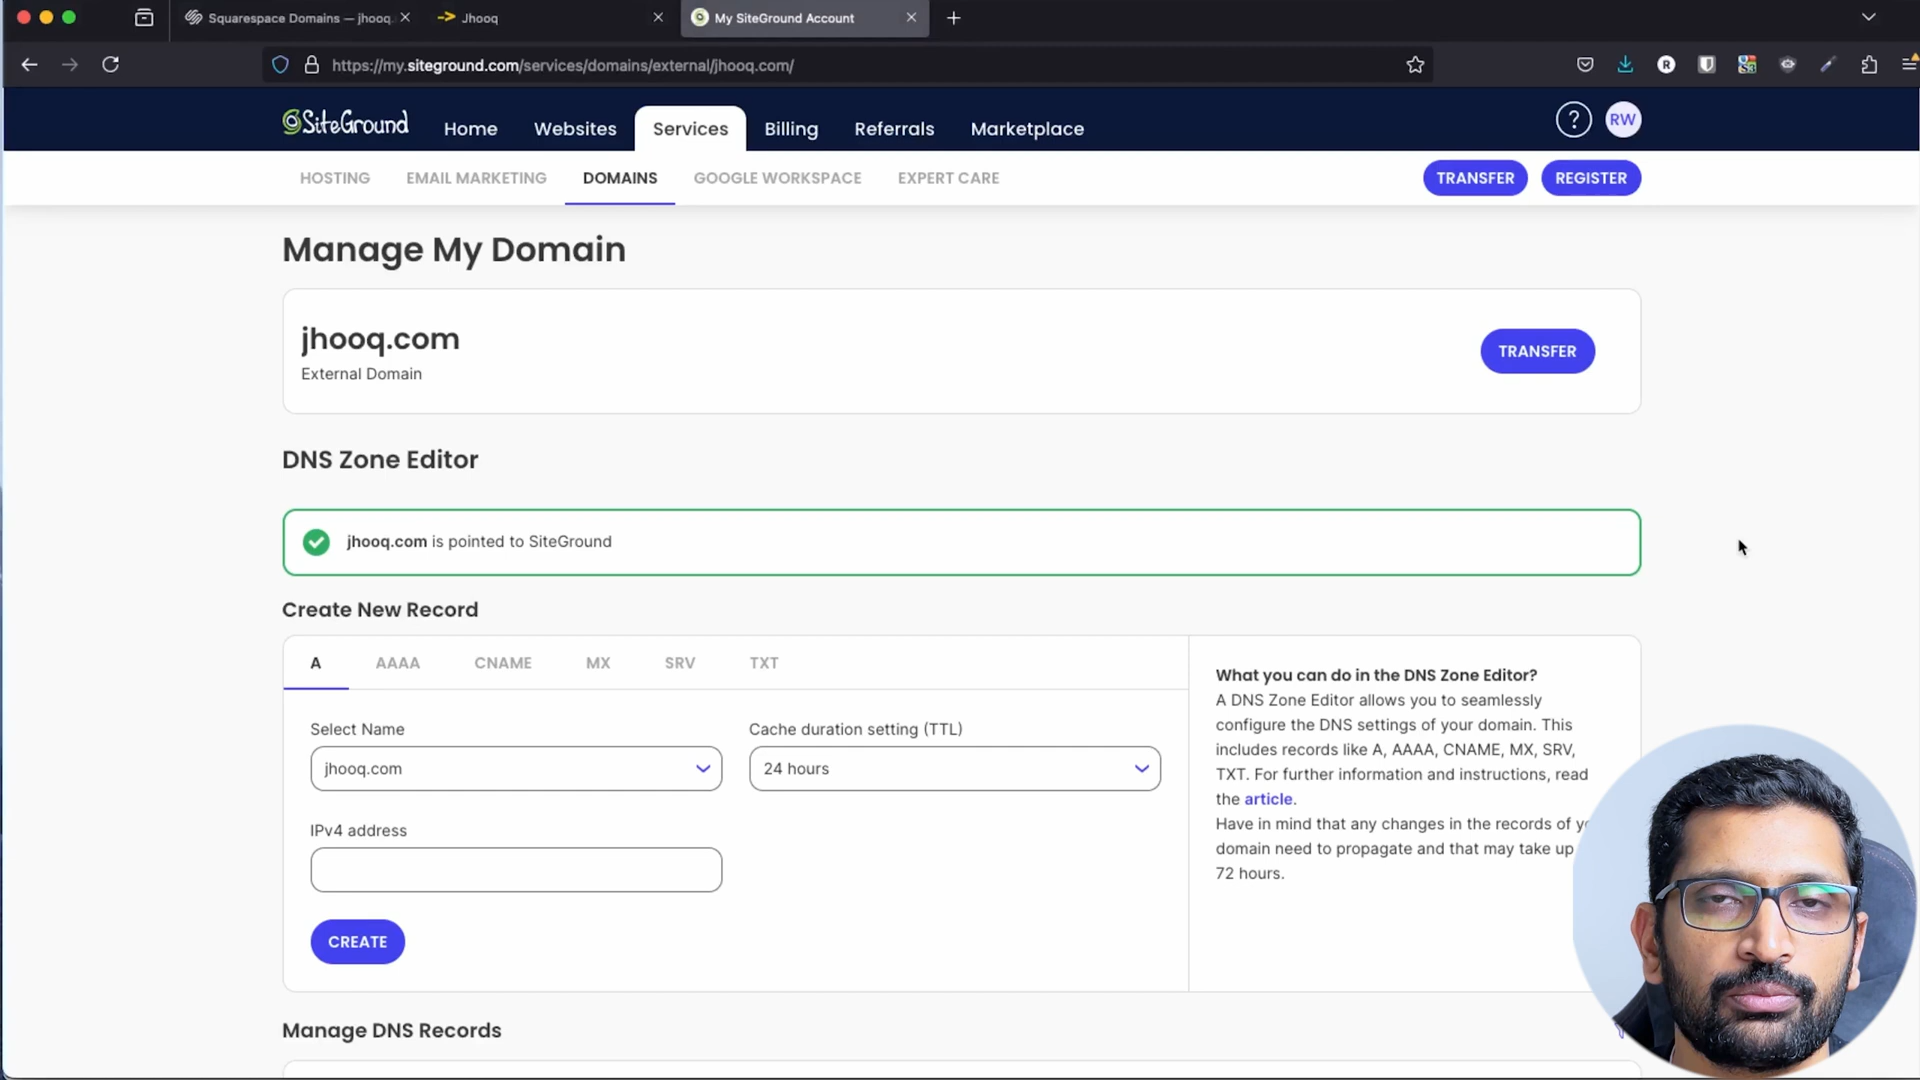 Squarespace Domains — jhooq.
Jhooq
My SiteGround Account
https://my.siteground.com/services/domains/external/jhooq.com/
SiteGround
Home
Websites
Services
Billing
Referrals
Marketplace
?
RW
HOSTING
EMAIL MARKETING
DOMAINS
GOOGLE WORKSPACE
EXPERT CARE
TRANSFER
REGISTER
Manage My Domain
jhooq.com
External Domain
TRANSFER
DNS Zone Editor
jhooq.com is pointed to SiteGround
Create New Record
A
AAAA
CNAME
MX
SRV
TXT
Select Name
jhooq.com
Cache duration setting (TTL)
24 hours
IPv4 address
CREATE
What you can do in the DNS Zone Editor?
A DNS Zone Editor allows you to seamlessly
configure the DNS settings of your domain. This
includes records like A, AAAA, CNAME, MX, SRV,
TXT. For further information and instructions, read
the article.
Have in mind that any changes in the records of
domain need to propagate and that may take up
72 hours.
Manage DNS Records